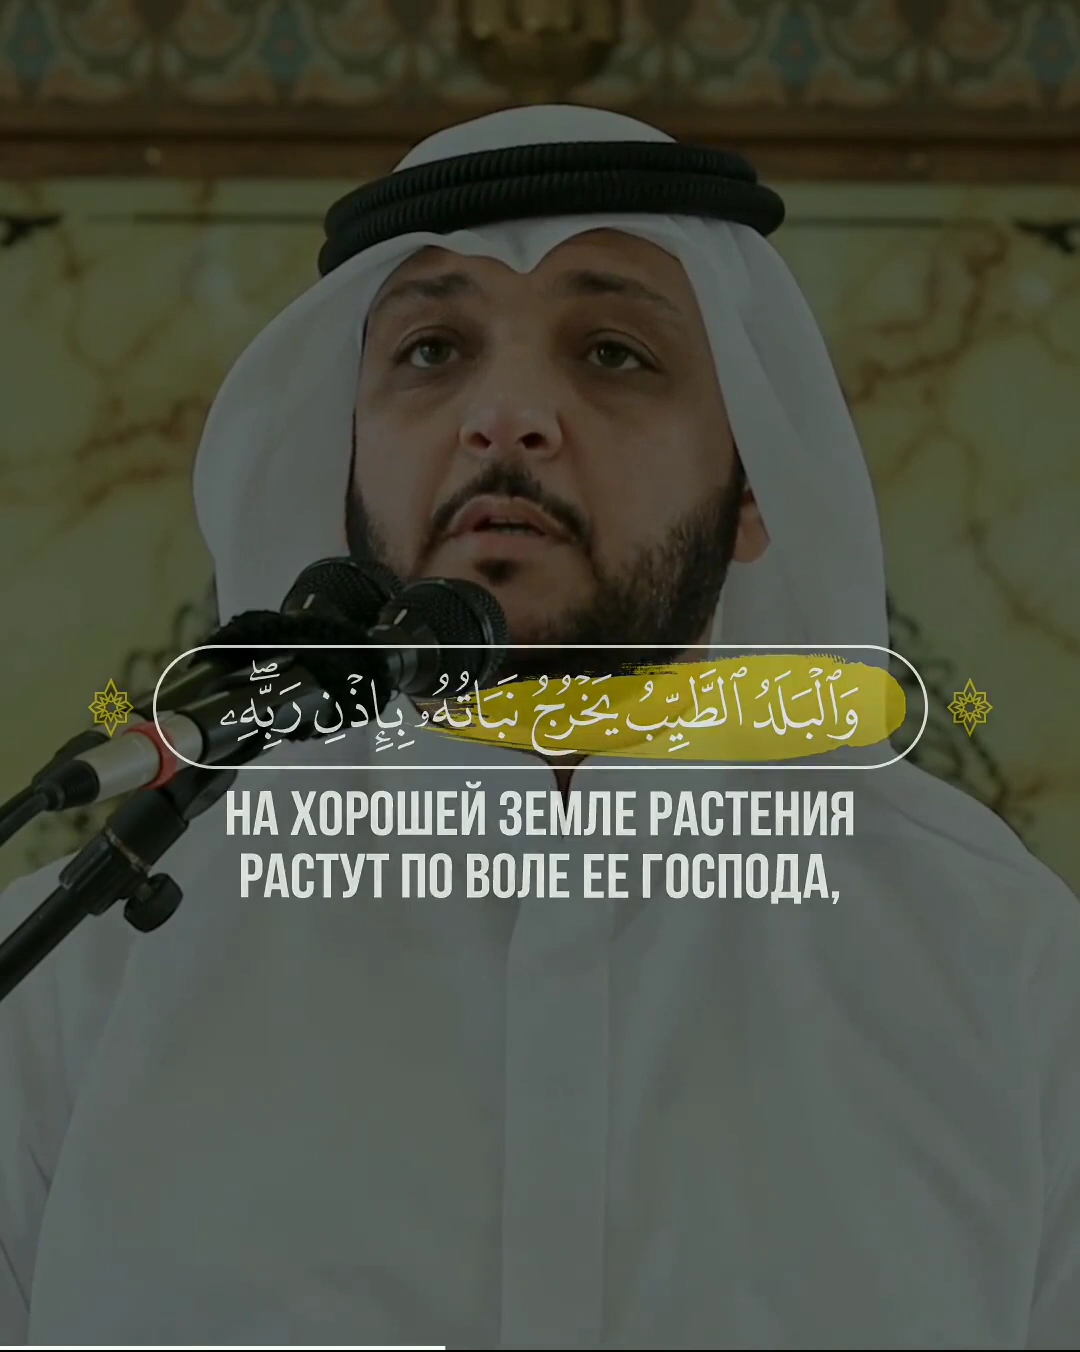 وَٱلْبَلَدُ ٱلطَّيِّبُ يَخْرُجُ نَبَاتُهُۥ بِإِذْنِ رَبِّهِۦۖ
НА ХОРОШЕЙ ЗЕМЛЕ РАСТЕНИЯ
РАСТУТ ПО ВОЛЕ ЕЕ ГОСПОДА,